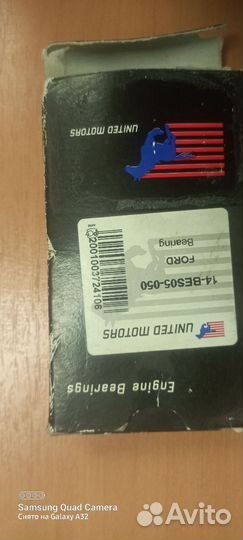 UNITED MOTORS
2001003724106
14-BES05-050
FORD
Bearing
UNITED MOTORS
Engine Bearings
Samsung Quad Camera
Снято на Galaxy A32
Avito